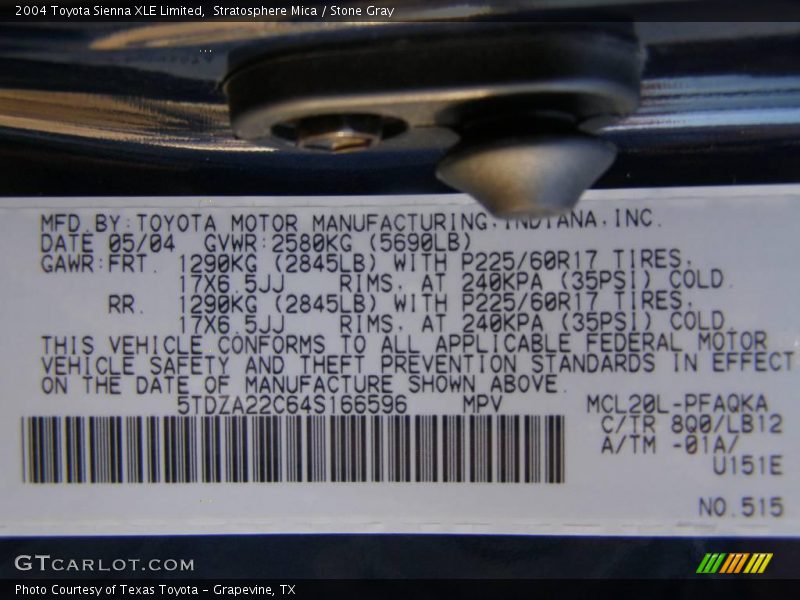 2004 Toyota Sienna XLE Limited,  Stratosphere Mica / Stone Gray
MFD.BY:TOYOTA MOTOR MANUFACTURING.INDIANA.INC.
DATE 05/04 GVWR:2580KG (5690LB)
GAWR:FRT. 1290KG (2845LB) WITH P225/60R17 TIRES.
17X6.5JJ RIMS. AT 240KPA (35PSI) COLD.
RR. 1290KG (2845LB) WITH P225/60R17 TIRES.
17X6.5JJ RIMS. AT 240KPA (35PSI) COLD.
THIS VEHICLE CONFORMS TO ALL APPLICABLE FEDERAL MOTOR
VEHICLE SAFETY AND THEFT PREVENTION STANDARDS IN EFFECT
ON THE DATE OF MANUFACTURE SHOWN ABOVE.
5TDZA22C64S166596 MPV MCL20L-PFAQKA
C/TR 8Q0/LB12
A/TM -01A/
U151E
NO.515
GTCARLOT.COM
Photo Courtesy of Texas Toyota - Grapevine, TX